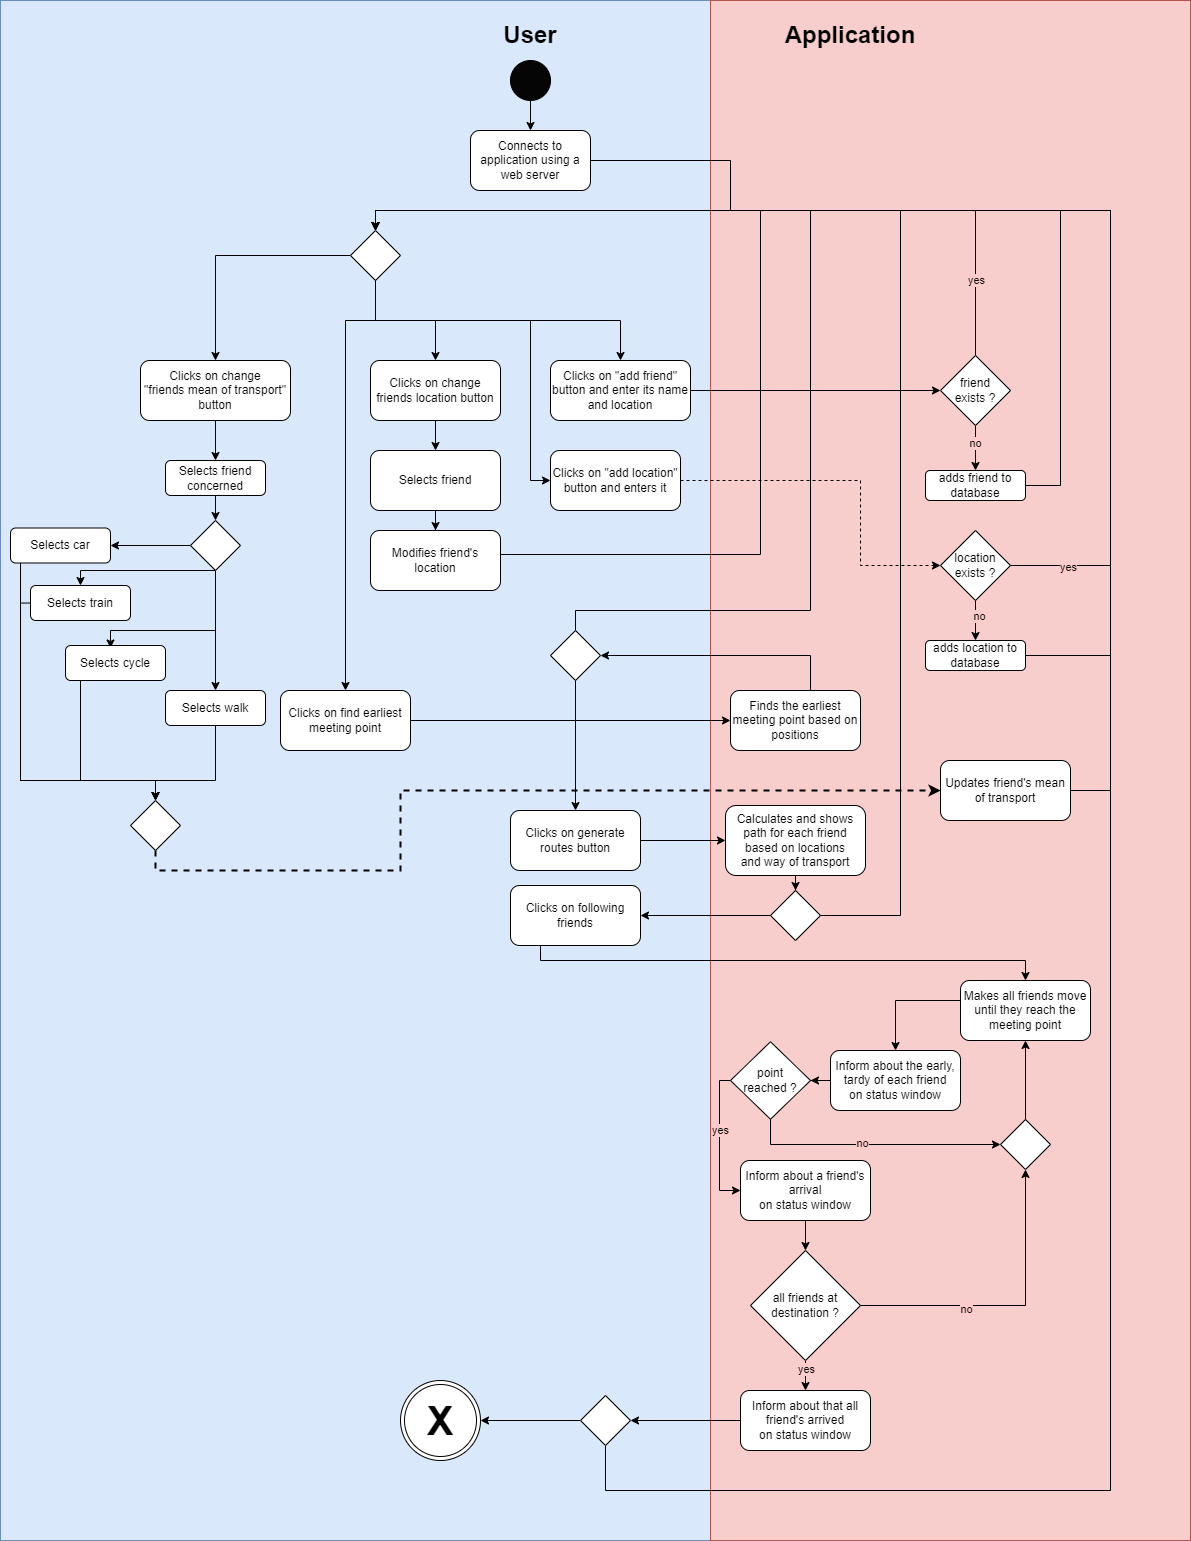 User
Application
Connects to
application using a
web server
yes
Clicks on change
"friends mean of transport"
button
Clicks on change
friends location button
Clicks on "add friend"
button and enter its name
and location
friend
exists ?
no
Selects friend
concerned
Selects friend
Clicks on "add location"
button and enters it
adds friend to
database
Selects car
Modifies friend's
location
location
exists ?
yes
Selects train
no
Selects cycle
adds location to
database
Selects walk
Clicks on find earliest
meeting point
Finds the earliest
meeting point based on
positions
Updates friend's mean
of transport
Clicks on generate
routes button
Calculates and shows
path for each friend
based on locations
and way of transport
Clicks on following
friends
Makes all friends move
until they reach the
meeting point
point
reached ?
Inform about the early,
tardy of each friend
on status window
yes
no
Inform about a friend's
arrival
on status window
all friends at
destination ?
no
yes
Inform about that all
friend's arrived
on status window
X